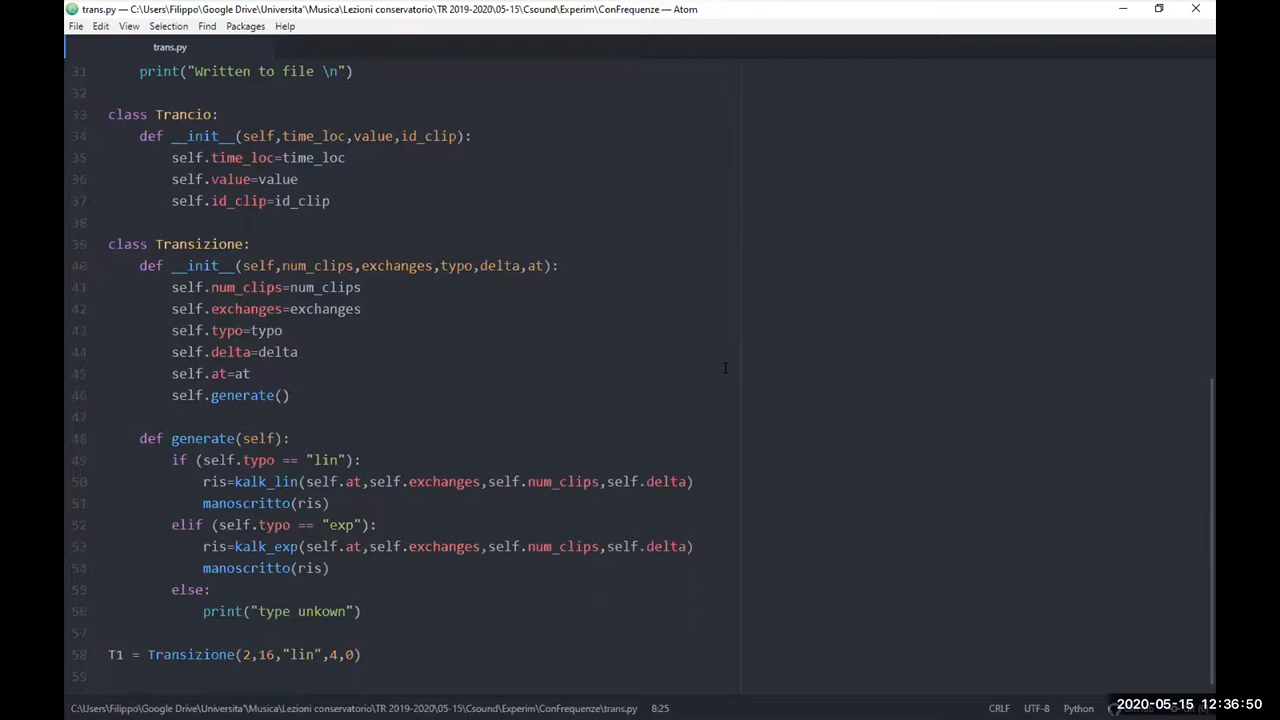 trans.py — C:\Users\Filippo\Google Drive\Universita'\Musica\Lezioni conservatorio\TR 2019-2020\05-15\Csound\Experim\ConFrequenze — Atom
File Edit View Selection Find Packages Help
trans.py
31 print("Written to file \n")
32
33 class Trancio:
34 def __init__(self,time_loc,value,id_clip):
35 self.time_loc=time_loc
36 self.value=value
37 self.id_clip=id_clip
38
39 class Transizione:
40 def __init__(self,num_clips,exchanges,typo,delta,at):
41 self.num_clips=num_clips
42 self.exchanges=exchanges
43 self.typo=typo
44 self.delta=delta
45 self.at=at
46 self.generate()
47
48 def generate(self):
49 if (self.typo == "lin"):
50 ris=kalk_lin(self.at,self.exchanges,self.num_clips,self.delta)
51 manoscritto(ris)
52 elif (self.typo == "exp"):
53 ris=kalk_exp(self.at,self.exchanges,self.num_clips,self.delta)
54 manoscritto(ris)
55 else:
56 print("type unkown")
57
58 T1 = Transizione(2,16,"lin",4,0)
59
C:\Users\Filippo\Google Drive\Universita'\Musica\Lezioni conservatorio\TR 2019-2020\05-15\Csound\Experim\ConFrequenze\trans.py 8:25 CRLF UTF-8 Python
2020-05-15 12:36:50